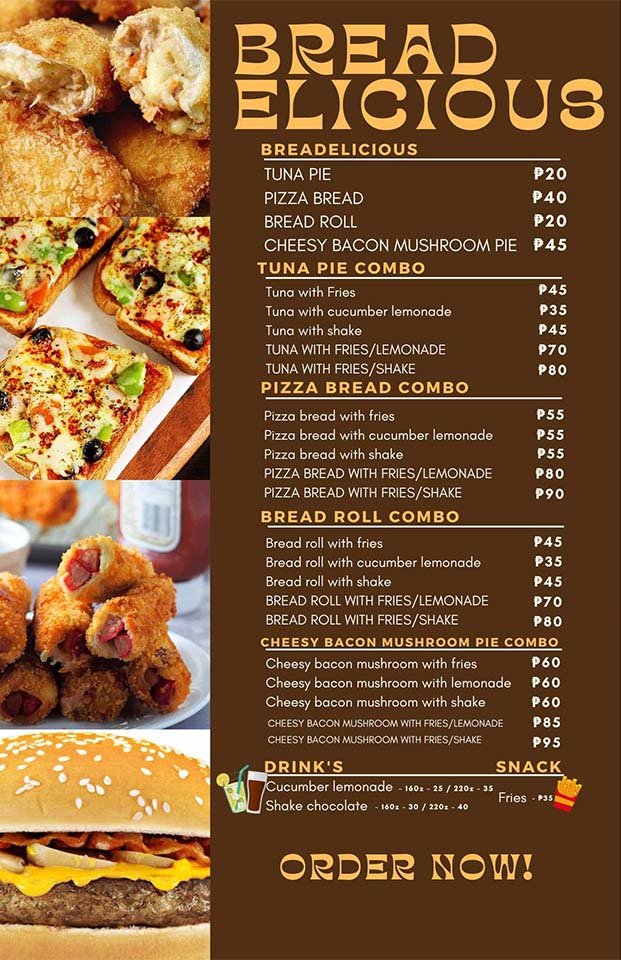 BREAD
ELICIOUS
BREADELICIOUS
TUNA PIE ₱20
PIZZA BREAD ₱40
BREAD ROLL ₱20
CHEESY BACON MUSHROOM PIE ₱45
TUNA PIE COMBO
Tuna with Fries ₱45
Tuna with cucumber lemonade ₱35
Tuna with shake ₱45
TUNA WITH FRIES/LEMONADE ₱70
TUNA WITH FRIES/SHAKE ₱80
PIZZA BREAD COMBO
Pizza bread with fries ₱55
Pizza bread with cucumber lemonade ₱55
Pizza bread with shake ₱55
PIZZA BREAD WITH FRIES/LEMONADE ₱80
PIZZA BREAD WITH FRIES/SHAKE ₱90
BREAD ROLL COMBO
Bread roll with fries ₱45
Bread roll with cucumber lemonade ₱35
Bread roll with shake ₱45
BREAD ROLL WITH FRIES/LEMONADE ₱70
BREAD ROLL WITH FRIES/SHAKE ₱80
CHEESY BACON MUSHROOM PIE COMBO
Cheesy bacon mushroom with fries ₱60
Cheesy bacon mushroom with lemonade ₱60
Cheesy bacon mushroom with shake ₱60
CHEESY BACON MUSHROOM WITH FRIES/LEMONADE ₱85
CHEESY BACON MUSHROOM WITH FRIES/SHAKE ₱95
DRINK'S
Cucumber lemonade - 16oz - 25 / 22oz - 35
Shake chocolate - 16oz - 30 / 22oz - 40
SNACK
Fries - ₱35
ORDER NOW!